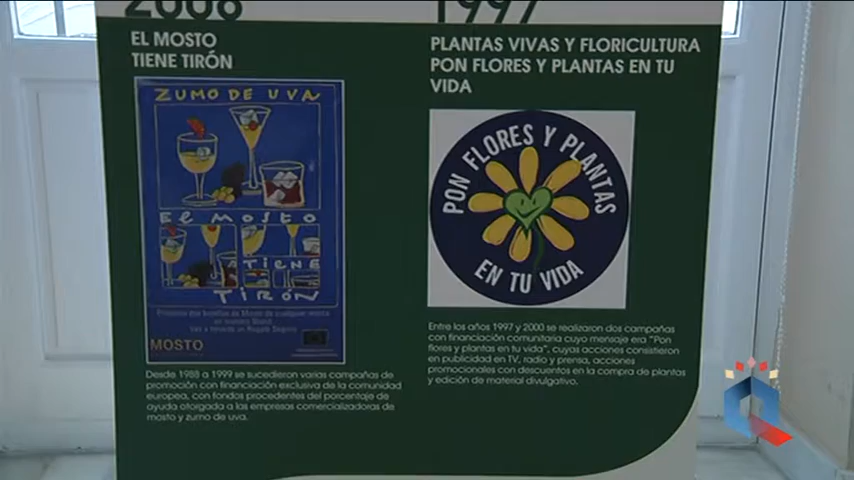 2008
EL MOSTO
TIENE TIRÓN
ZUMO DE UVA
EL MOSTO
TIENE
TIRÓN
MOSTO
Desde 1988 a 1999 se sucedieron varias campañas de
promoción con financiación exclusiva de la comunidad
europea, con fondos procedentes del porcentaje de
ayuda otorgada a las empresas comercializadoras de
mosto y zumo de uva.
1997
PLANTAS VIVAS Y FLORICULTURA
PON FLORES Y PLANTAS EN TU
VIDA
PON FLORES Y PLANTAS
EN TU VIDA
Entre los años 1997 y 2000 se realizaron dos campañas
con financiación comunitaria cuyo mensaje era "Pon
flores y plantas en tu vida", cuyas acciones consistieron
en publicidad en TV, radio y prensa, acciones
promocionales con descuentos en la compra de plantas
y edición de material divulgativo.